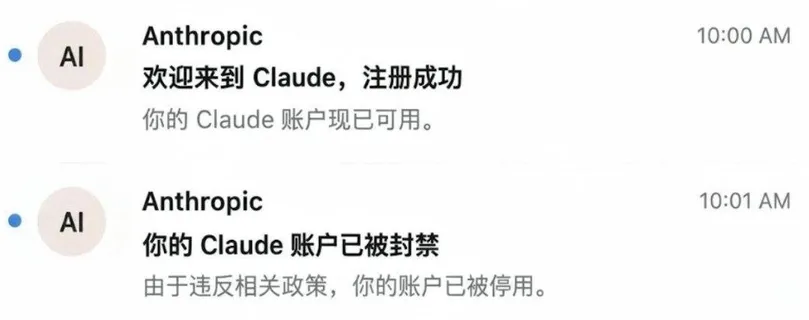 AI
Anthropic
10:00 AM
欢迎来到 Claude，注册成功
你的 Claude 账户现已可用。
AI
Anthropic
10:01 AM
你的 Claude 账户已被封禁
由于违反相关政策，你的账户已被停用。